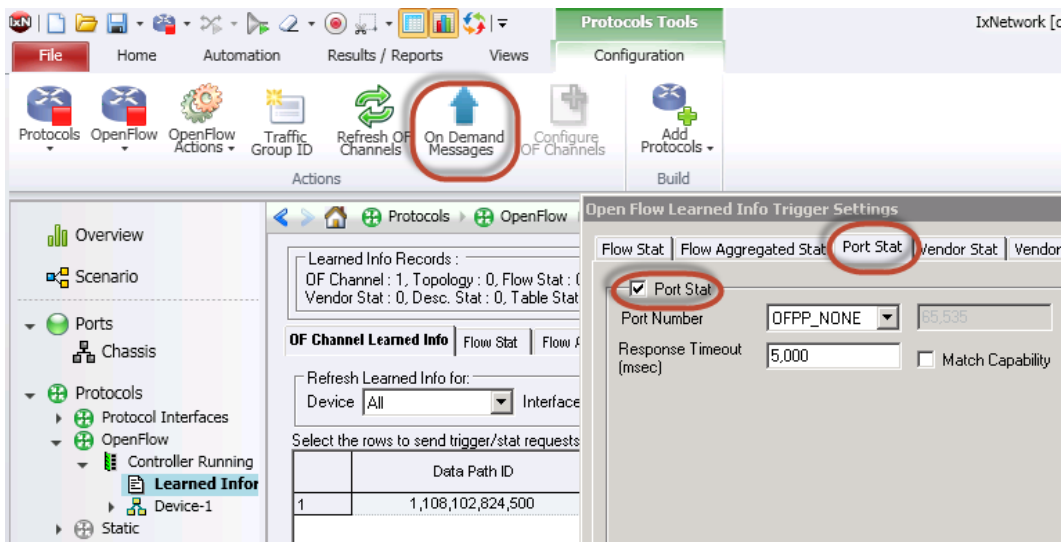 IxN
Protocols Tools
IxNetwork [c
File Home Automation Results / Reports Views Configuration
Protocols OpenFlow OpenFlow Actions Traffic Group ID Refresh OF Channels On Demand Messages Configure OF Channels Add Protocols
Actions Build
Overview
Scenario
Ports
Chassis
Protocols
Protocol Interfaces
OpenFlow
Controller Running
Learned Infor
Device-1
Static
Protocols OpenFlow
Learned Info Records :
OF Channel : 1, Topology : 0, Flow Stat : (
Vendor Stat : 0, Desc. Stat : 0, Table Stat
OF Channel Learned Info Flow Stat Flow A
Refresh Learned Info for:
Device All Interface
Select the rows to send trigger/stat requests
Data Path ID
1 1,108,102,824,500
Open Flow Learned Info Trigger Settings
Flow Stat Flow Aggregated Stat Port Stat Vendor Stat Vendor
Port Stat
Port Number OFPP_NONE 65,535
Response Timeout (msec) 5,000 Match Capability